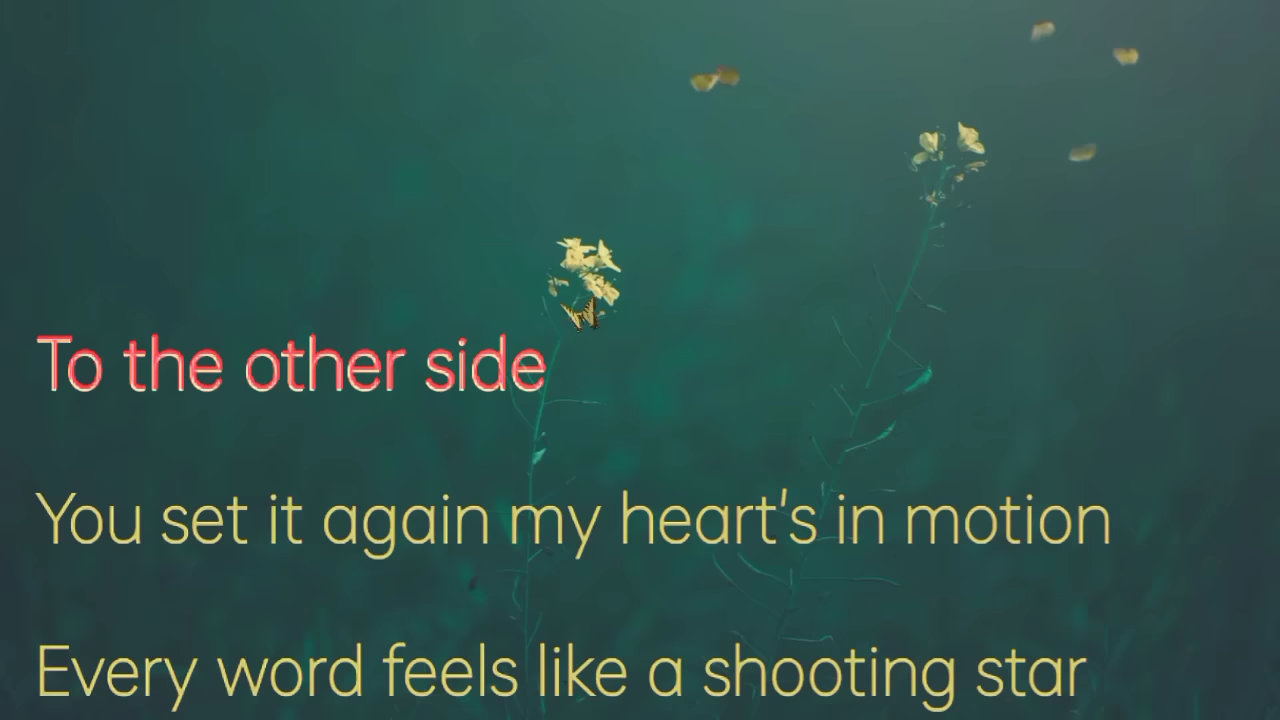 To the other side
You set it again my heart's in motion
Every word feels like a shooting star